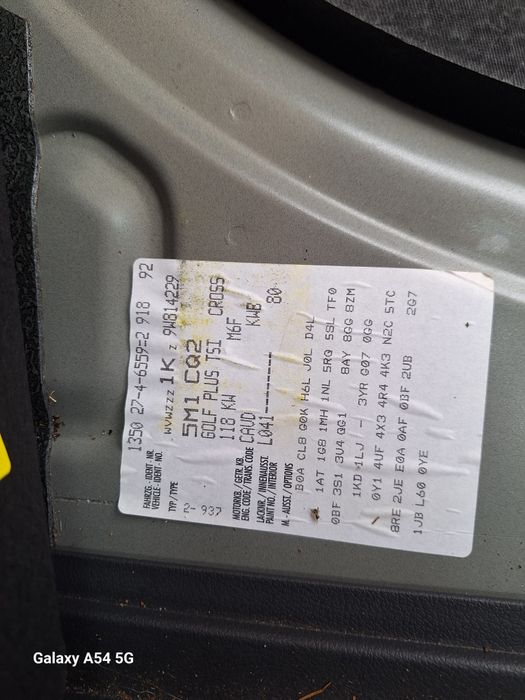 1350 27-4-6559=2 918 92
FAHRZG.-IDENT-NR.
VEHICLE-IDENT-NO.
WVWZZZ 1K Z 9W814229
TYP/TYPE
5M1 CQ2
2- 937
GOLF PLUS TSI CROSS
118 KW M6F
MOTORKB./GETR.KB.
ENG.CODE/TRANS.CODE
CAUD KWB
LACKNR./INNENAUSST.
PAINT NO./INTERIOR
L041-------- 80
M.-AUSST./OPTIONS
B0A CL8 G0K H6L J0L D4L
1AT 1G8 1MH 1NL 5RQ 5SL TF0
0BF 3S1 3U4 QG1 8AY 8GG 8ZM
1KD 1LJ - 3YR G07 0GG
0Y1 4UF 4X3 4R4 4K3 N2C 5TC
8RE 2JE E0A 0AF 0BF 2UB
1JB L60 0YE 2G7
Galaxy A54 5G